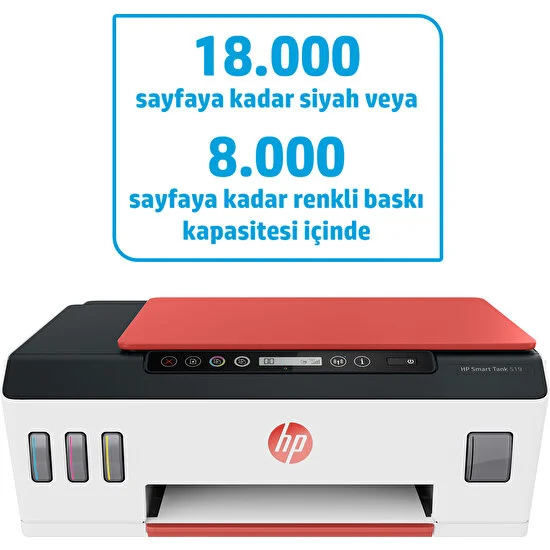 18.000
sayfaya kadar siyah veya
8.000
sayfaya kadar renkli baskı
kapasitesi içinde
HP Smart Tank 519
hp